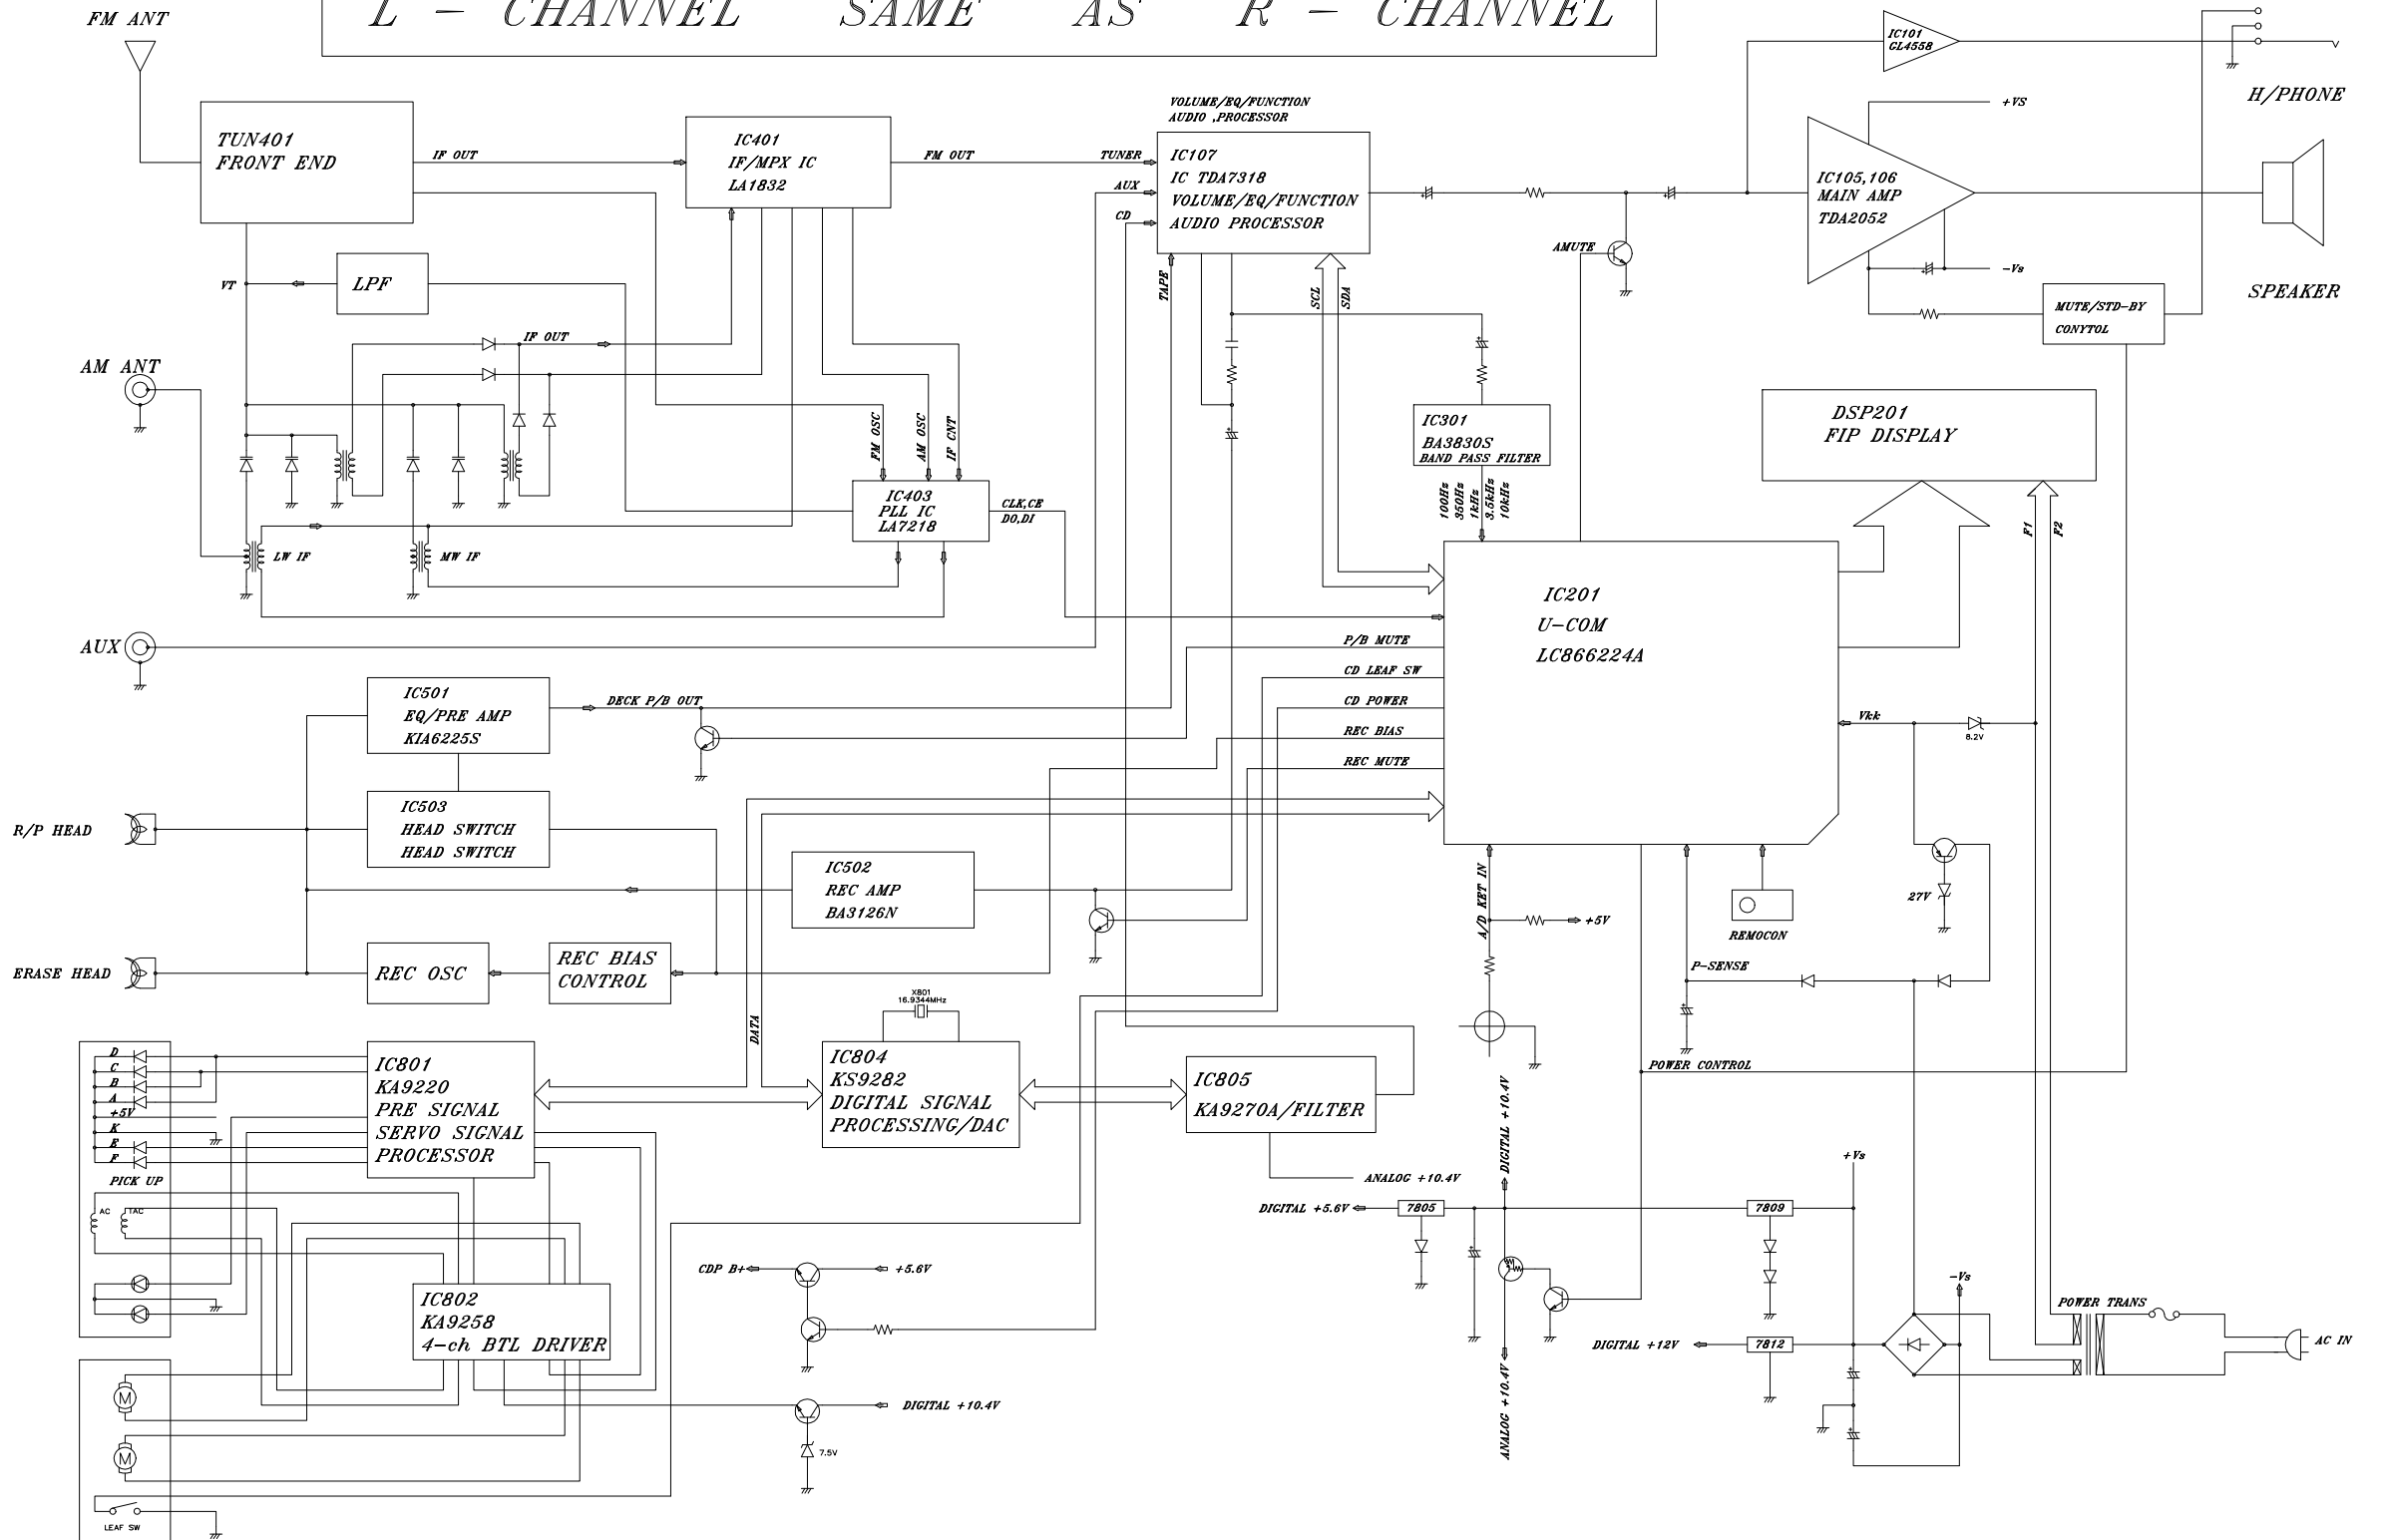 L - CHANNEL SAME AS R - CHANNEL
FM ANT
IC101
GL4558
H/PHONE
VOLUME/EQ/FUNCTION
AUDIO ,PROCESSOR
+VS
TUN401
FRONT END
IF OUT
IC401
IF/MPX IC
LA1832
FM OUT
TUNER
AUX
CD
IC107
IC TDA7318
VOLUME/EQ/FUNCTION
AUDIO PROCESSOR
IC105,106
MAIN AMP
TDA2052
AMUTE
-Vs
SPEAKER
VT
LPF
TAPE
SCL
SDA
MUTE/STD-BY
CONYTOL
IF OUT
AM ANT
FM OSC
AM OSC
IF CNT
IC301
BA3830S
BAND PASS FILTER
DSP201
FIP DISPLAY
100Hz
350Hz
1kHz
3.5kHz
10kHz
IC403
PLL IC
LA7218
CLK,CE
DO,DI
F1
F2
LW IF
MW IF
IC201
U-COM
LC866224A
AUX
P/B MUTE
CD LEAF SW
CD POWER
REC BIAS
REC MUTE
IC501
EQ/PRE AMP
KIA6225S
DECK P/B OUT
Vkk
8.2V
IC503
HEAD SWITCH
HEAD SWITCH
R/P HEAD
IC502
REC AMP
BA3126N
A/D KET IN
+5V
REMOCON
27V
ERASE HEAD
REC OSC
REC BIAS
CONTROL
P-SENSE
X801
16.9344MHz
DATA
D
C
B
A
+5V
K
E
F
PICK UP
IC801
KA9220
PRE SIGNAL
SERVO SIGNAL
PROCESSOR
IC804
KS9282
DIGITAL SIGNAL
PROCESSING/DAC
IC805
KA9270A/FILTER
POWER CONTROL
DIGITAL +10.4V
ANALOG +10.4V
+Vs
AC
TAC
DIGITAL +5.6V
7805
7809
CDP B+
+5.6V
IC802
KA9258
4-ch BTL DRIVER
-Vs
POWER TRANS
DIGITAL +12V
7812
AC IN
M
DIGITAL +10.4V
ANALOG +10.4V
M
7.5V
LEAF SW